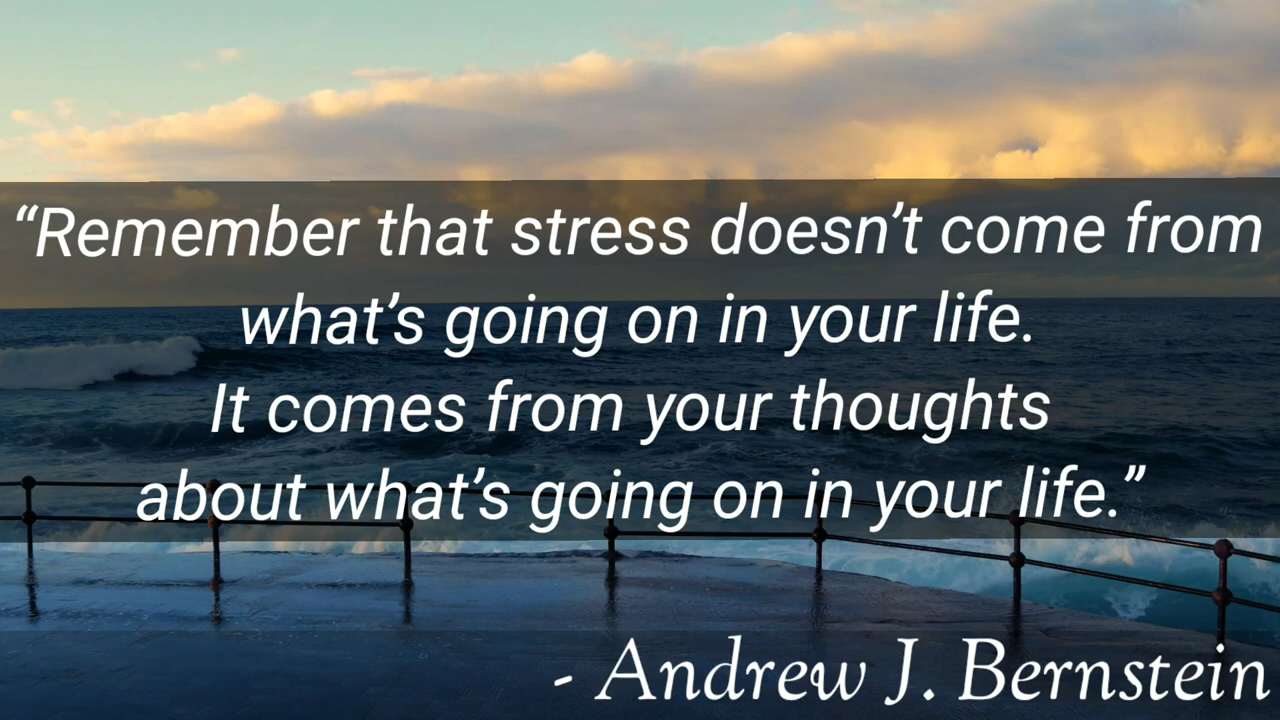 “Remember that stress doesn’t come from
what’s going on in your life.
It comes from your thoughts
about what’s going on in your life.”
- Andrew J. Bernstein